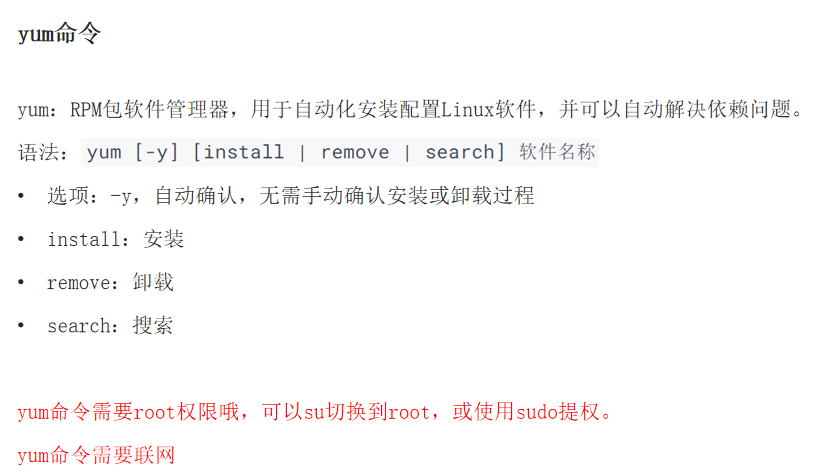 yum命令
yum：RPM包软件管理器，用于自动化安装配置Linux软件，并可以自动解决依赖问题。
语法：yum [-y] [install | remove | search] 软件名称
• 选项：-y，自动确认，无需手动确认安装或卸载过程
• install：安装
• remove：卸载
• search：搜索
yum命令需要root权限哦，可以su切换到root，或使用sudo提权。
yum命令需要联网